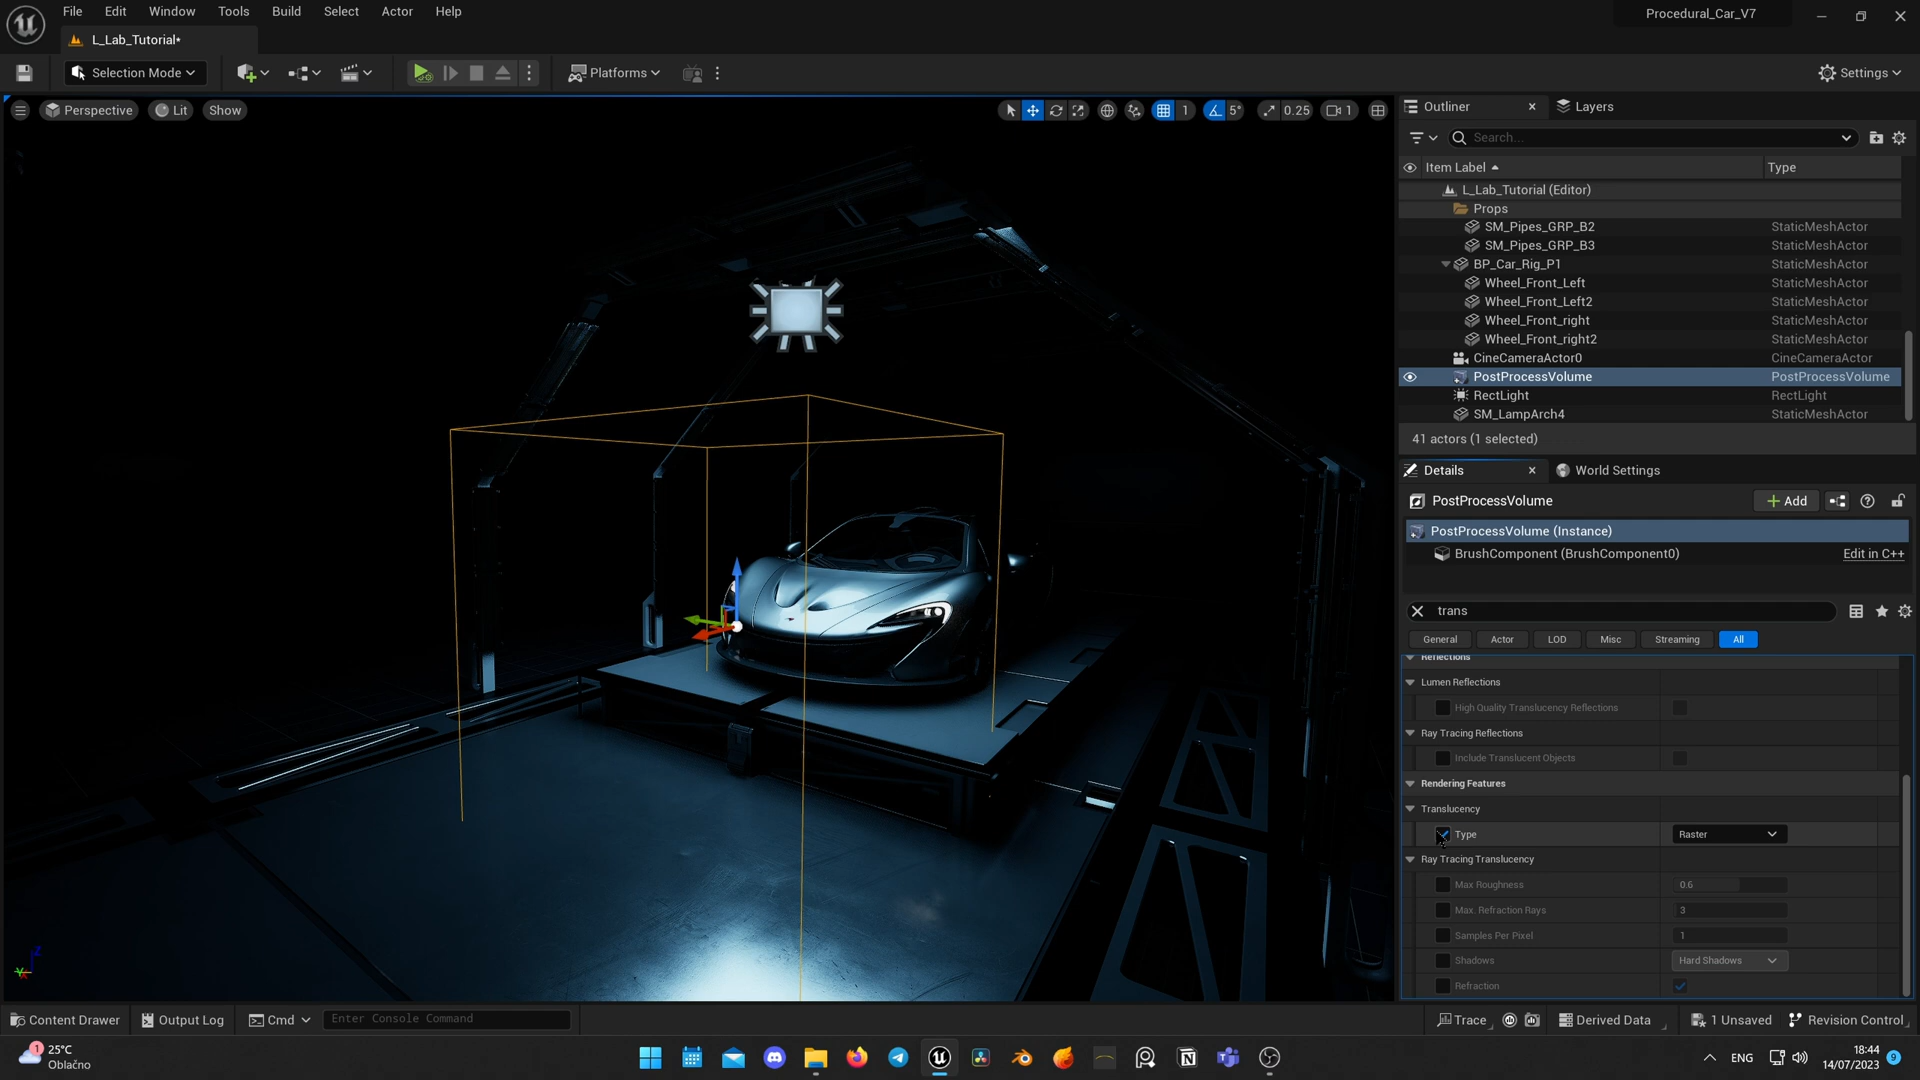 File Edit Window Tools Build Select Actor Help
Procedural_Car_V7
L_Lab_Tutorial*
Selection Mode
Platforms
Settings
Perspective Lit Show
1 5° 0.25 1
Outliner Layers
Search...
Item Label Type
L_Lab_Tutorial (Editor)
Props
SM_Pipes_GRP_B2 StaticMeshActor
SM_Pipes_GRP_B3 StaticMeshActor
BP_Car_Rig_P1 StaticMeshActor
Wheel_Front_Left StaticMeshActor
Wheel_Front_Left2 StaticMeshActor
Wheel_Front_right StaticMeshActor
Wheel_Front_right2 StaticMeshActor
CineCameraActor0 CineCameraActor
PostProcessVolume PostProcessVolume
RectLight RectLight
SM_LampArch4 StaticMeshActor
41 actors (1 selected)
Details World Settings
PostProcessVolume Add
PostProcessVolume (Instance)
BrushComponent (BrushComponent0) Edit in C++
trans
General Actor LOD Misc Streaming All
Reflections
Lumen Reflections
High Quality Translucency Reflections
Ray Tracing Reflections
Include Translucent Objects
Rendering Features
Translucency
Type Raster
Ray Tracing Translucency
Max Roughness 0.6
Max. Refraction Rays 3
Samples Per Pixel 1
Shadows Hard Shadows
Refraction
Z
Content Drawer Output Log Cmd Enter Console Command
Trace Derived Data 1 Unsaved Revision Control
1 25°C
Oblačno
ENG
18:44
14/07/2023 9